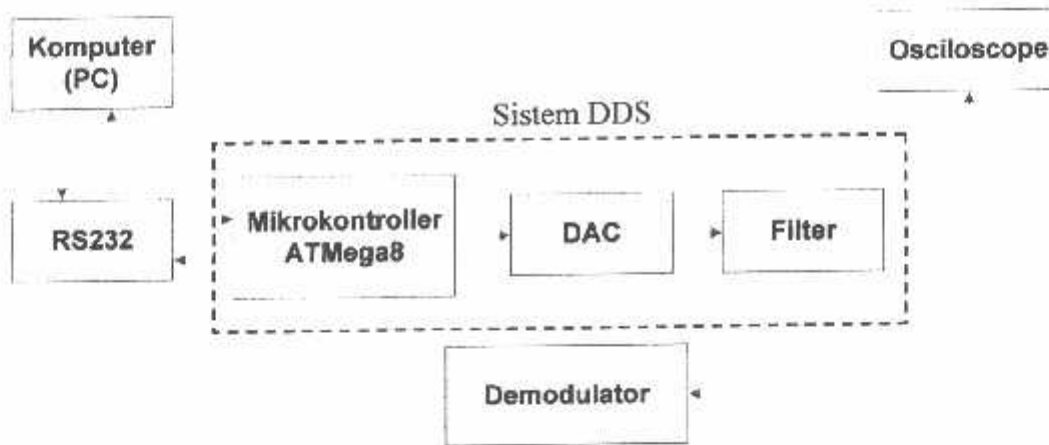 Komputer
(PC)
Osciloscope
Sistem DDS
RS232
Mikrokontroller
ATMega8
DAC
Filter
Demodulator